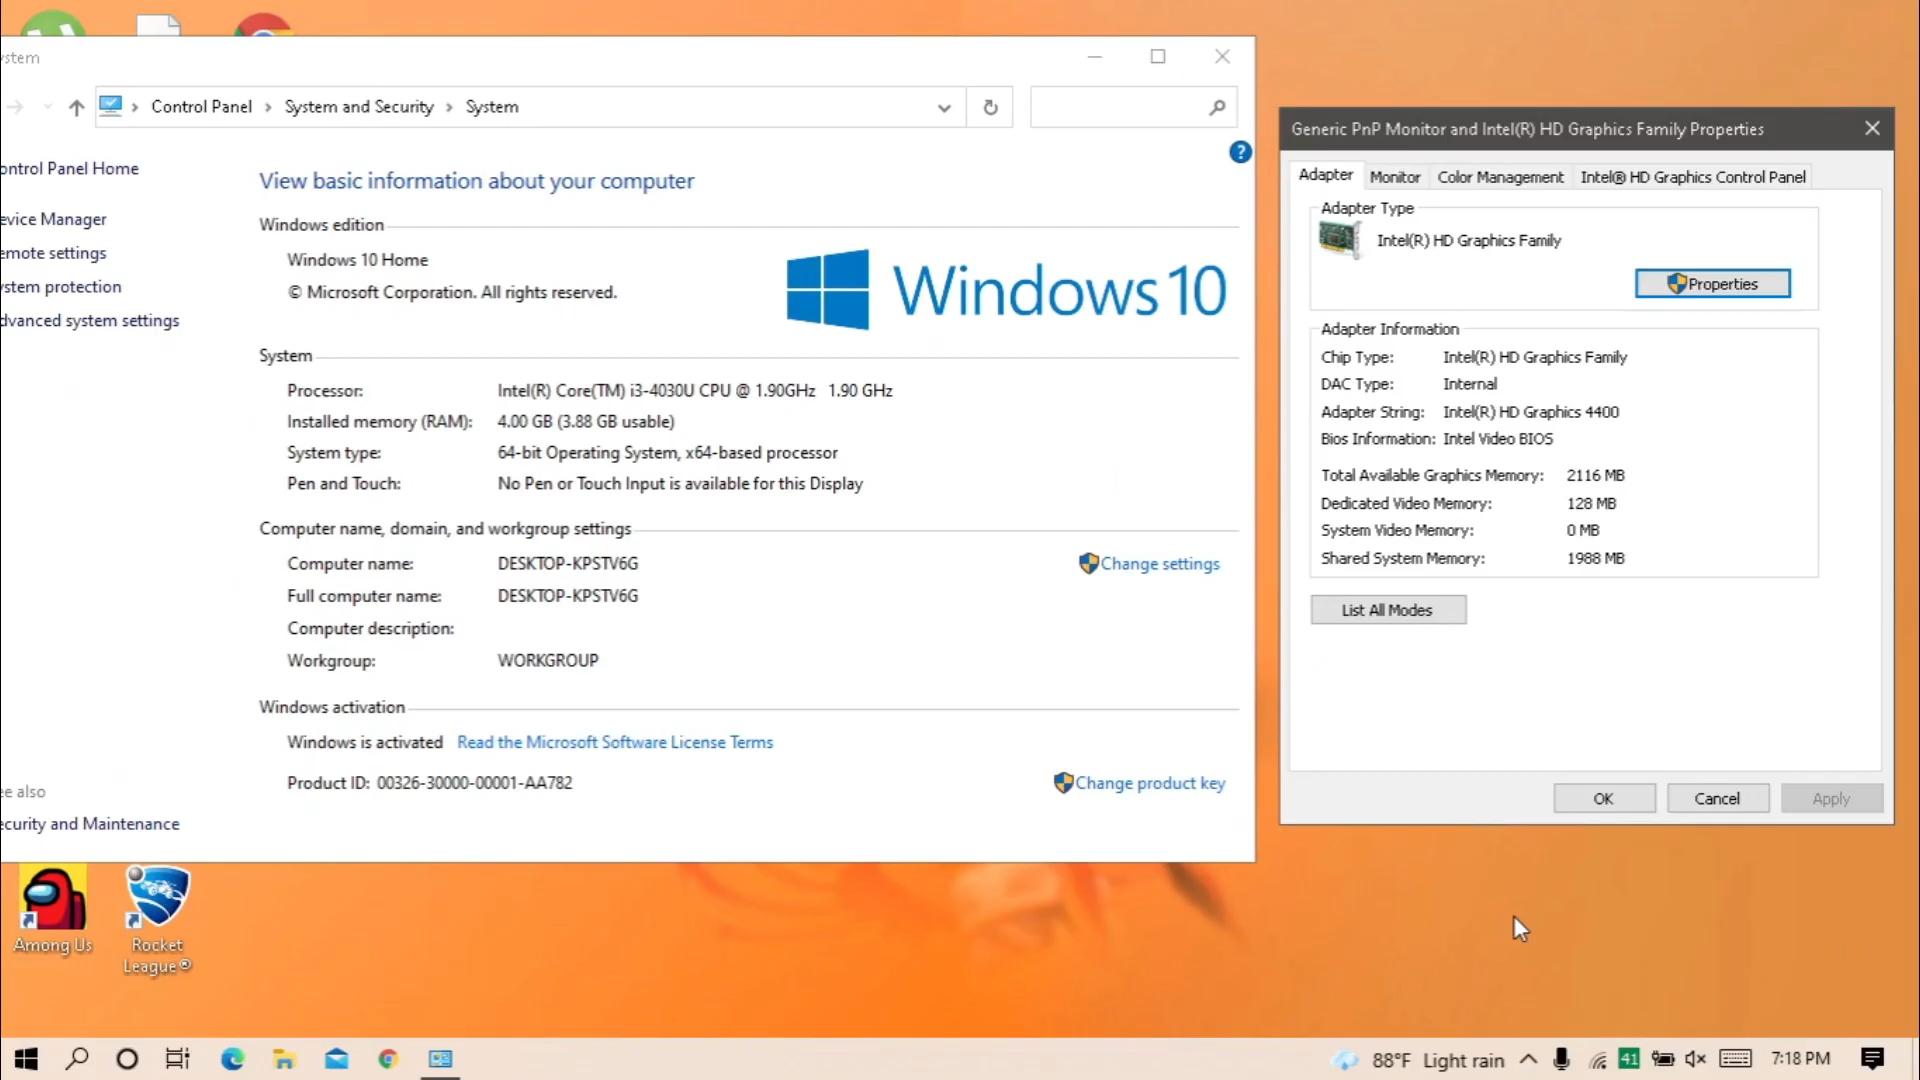 ystem
Control Panel > System and Security > System
ontrol Panel Home
evice Manager
emote settings
ystem protection
dvanced system settings
ee also
ecurity and Maintenance
?
View basic information about your computer
Windows edition
Windows 10 Home
© Microsoft Corporation. All rights reserved.
Windows 10
System
Processor: Intel(R) Core(TM) i3-4030U CPU @ 1.90GHz 1.90 GHz
Installed memory (RAM): 4.00 GB (3.88 GB usable)
System type: 64-bit Operating System, x64-based processor
Pen and Touch: No Pen or Touch Input is available for this Display
Computer name, domain, and workgroup settings
Computer name: DESKTOP-KPSTV6G
Change settings
Full computer name: DESKTOP-KPSTV6G
Computer description:
Workgroup: WORKGROUP
Windows activation
Windows is activated Read the Microsoft Software License Terms
Product ID: 00326-30000-00001-AA782
Change product key
Generic PnP Monitor and Intel(R) HD Graphics Family Properties
Adapter Monitor Color Management Intel® HD Graphics Control Panel
Adapter Type
Intel(R) HD Graphics Family
Properties
Adapter Information
Chip Type: Intel(R) HD Graphics Family
DAC Type: Internal
Adapter String: Intel(R) HD Graphics 4400
Bios Information: Intel Video BIOS
Total Available Graphics Memory: 2116 MB
Dedicated Video Memory: 128 MB
System Video Memory: 0 MB
Shared System Memory: 1988 MB
List All Modes
OK Cancel Apply
Among Us
Rocket
League®
88°F Light rain
41
7:18 PM